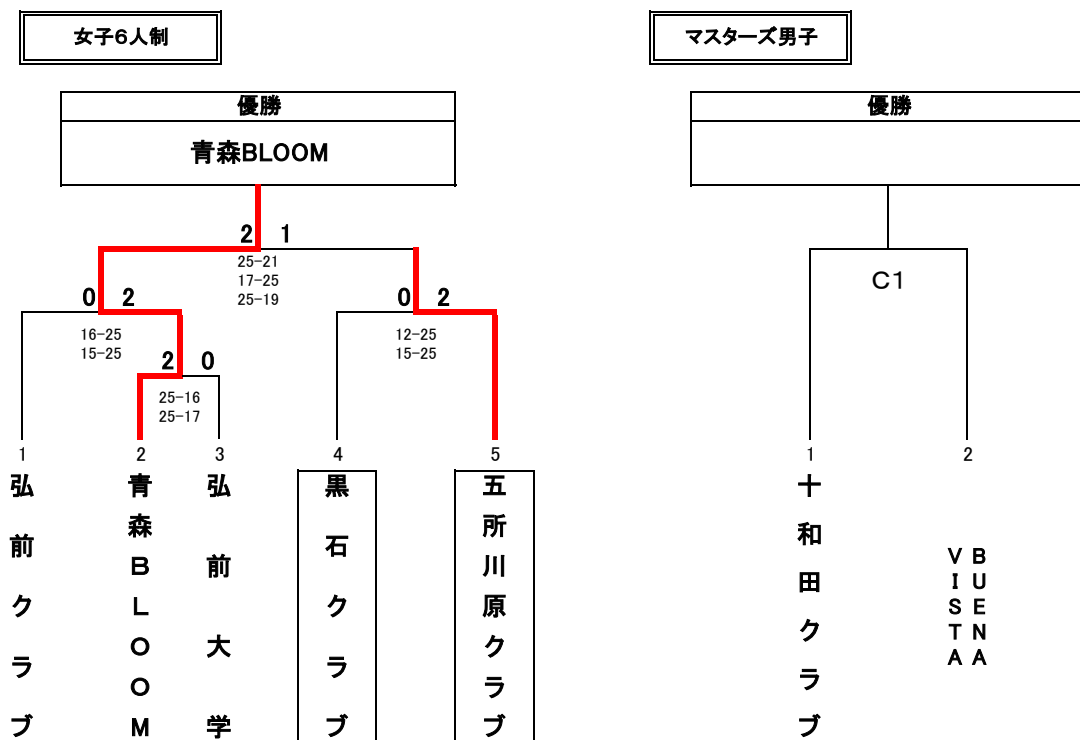 女子6人制
優勝
青森BLOOM
2 1
25-21
17-25
25-19
0 2
16-25
15-25
0 2
12-25
15-25
2 0
25-16
25-17
1
2
3
4
5
弘前クラブ
青森BLOOM
弘前大学
黒石クラブ
五所川原クラブ
マスターズ男子
優勝
C1
1
2
十和田クラブ
BUENA
VISTA